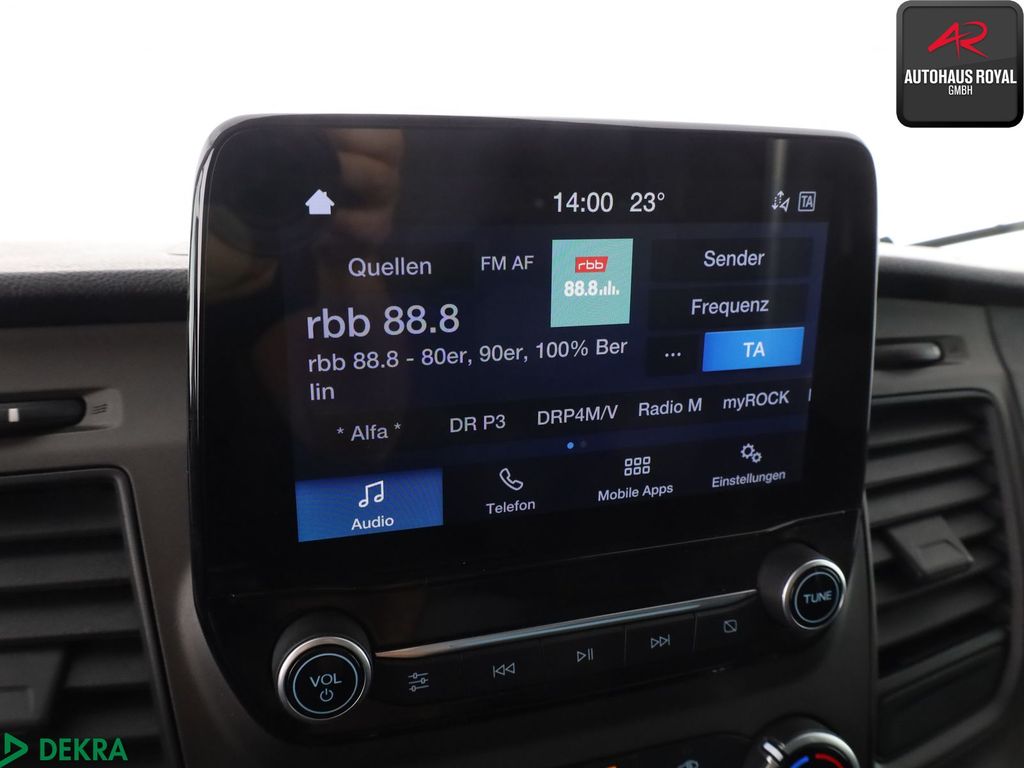 AR
AUTOHAUS ROYAL
GMBH
14:00 23°
TA
Quellen
FM AF
rbb
88.8
Sender
Frequenz
rbb 88.8
rbb 88.8 - 80er, 90er, 100% Ber
lin
...
TA
* Alfa *
DR P3
DRP4M/V
Radio M
myROCK
Audio
Telefon
Mobile Apps
Einstellungen
VOL
TUNE
DEKRA